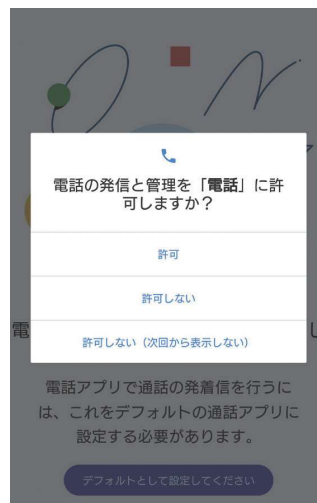 電話の発信と管理を「電話」に許
可しますか？
許可
許可しない
電
し
許可しない（次回から表示しない）
電話アプリで通話の発着信を行うに
は、これをデフォルトの通話アプリに
設定する必要があります。
デフォルトとして設定してください